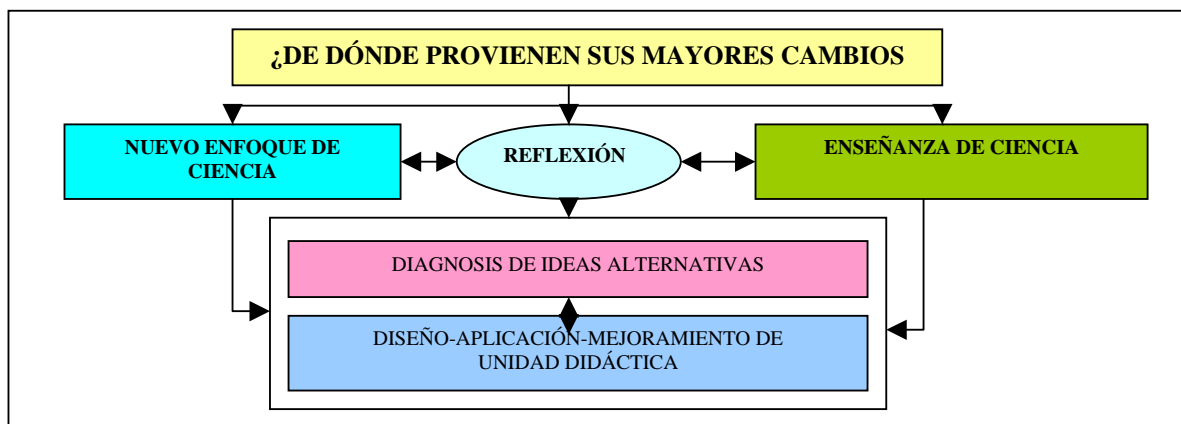 ¿DE DÓNDE PROVIENEN SUS MAYORES CAMBIOS
NUEVO ENFOQUE DE
CIENCIA
REFLEXIÓN
ENSEÑANZA DE CIENCIA
DIAGNOSIS DE IDEAS ALTERNATIVAS
DISEÑO-APLICACIÓN-MEJORAMIENTO DE
UNIDAD DIDÁCTICA